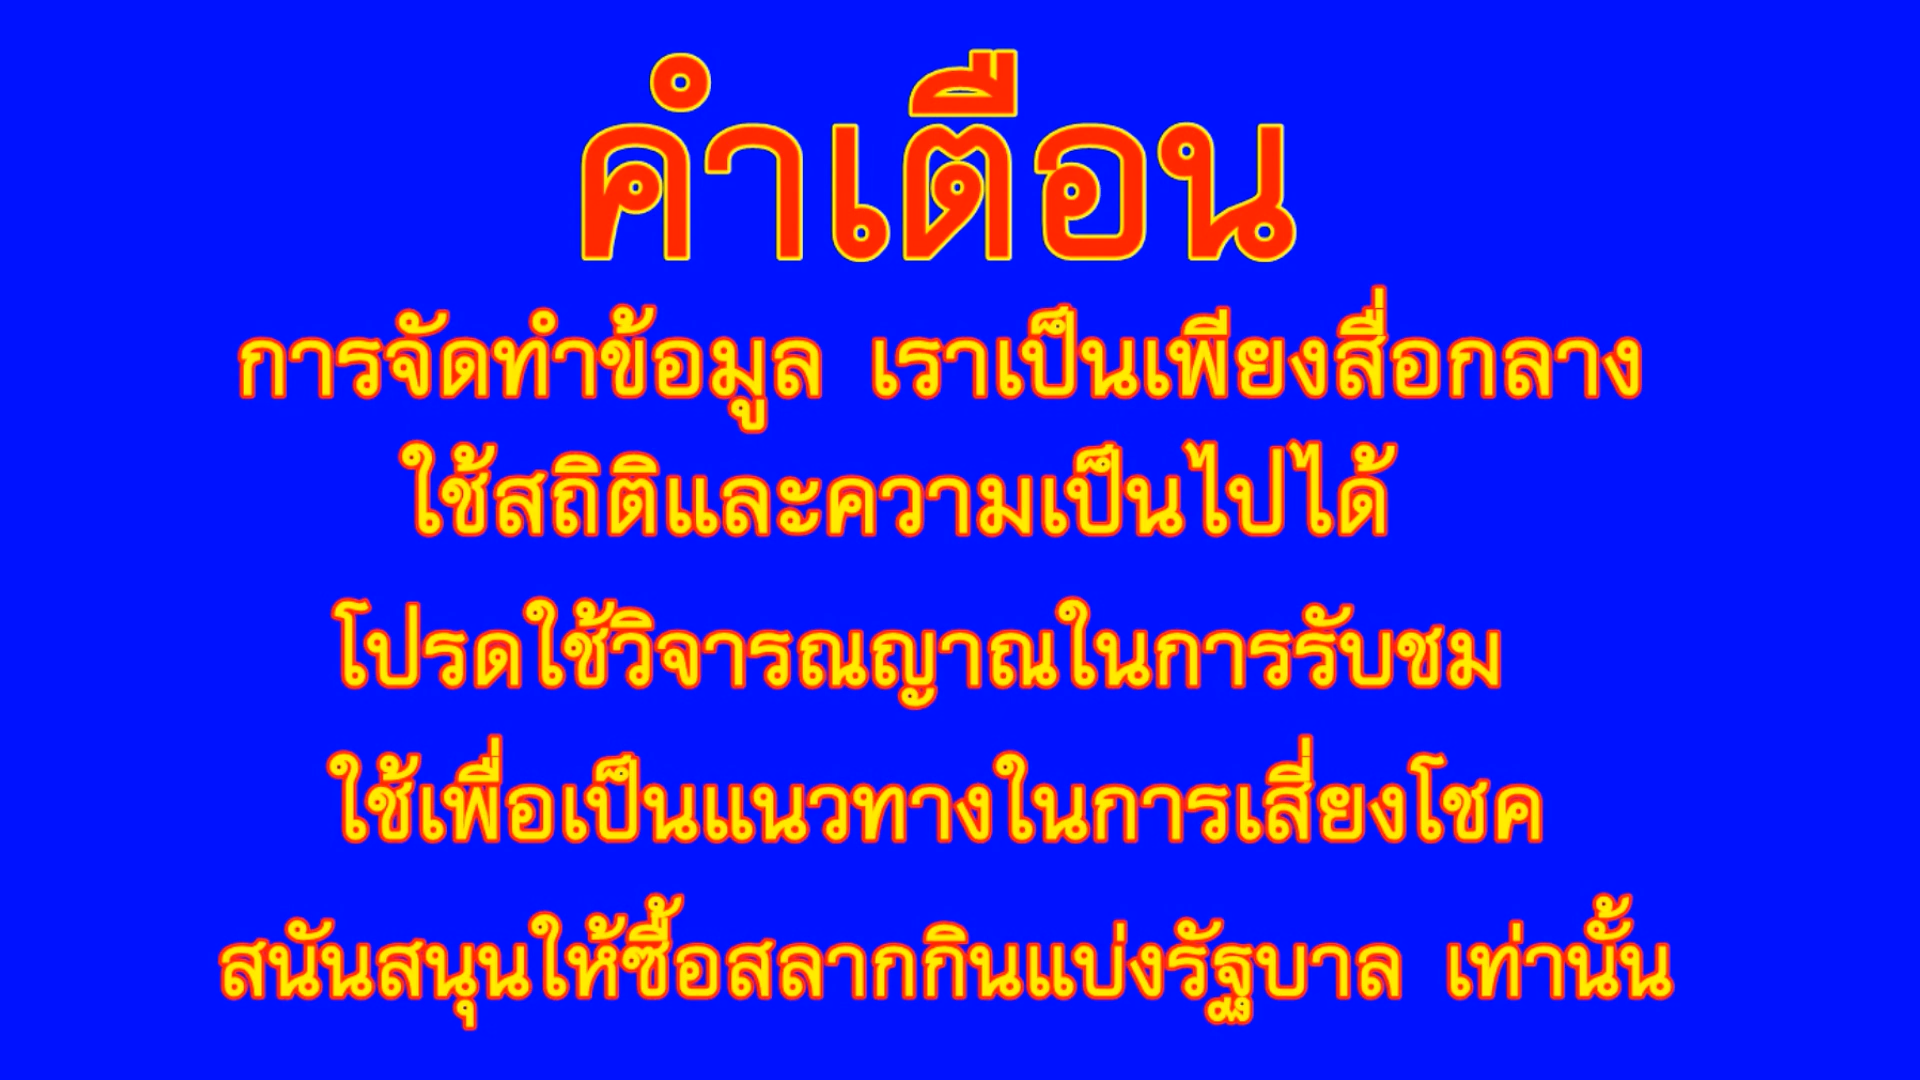 คำเตือน
การจัดทำข้อมูล เราเป็นเพียงสื่อกลาง
ใช้สถิติและความเป็นไปได้
โปรดใช้วิจารณญาณในการรับชม
ใช้เพื่อเป็นแนวทางในการเสี่ยงโชค
สนันสนุนให้ซื้อสลากกินแบ่งรัฐบาล เท่านั้น